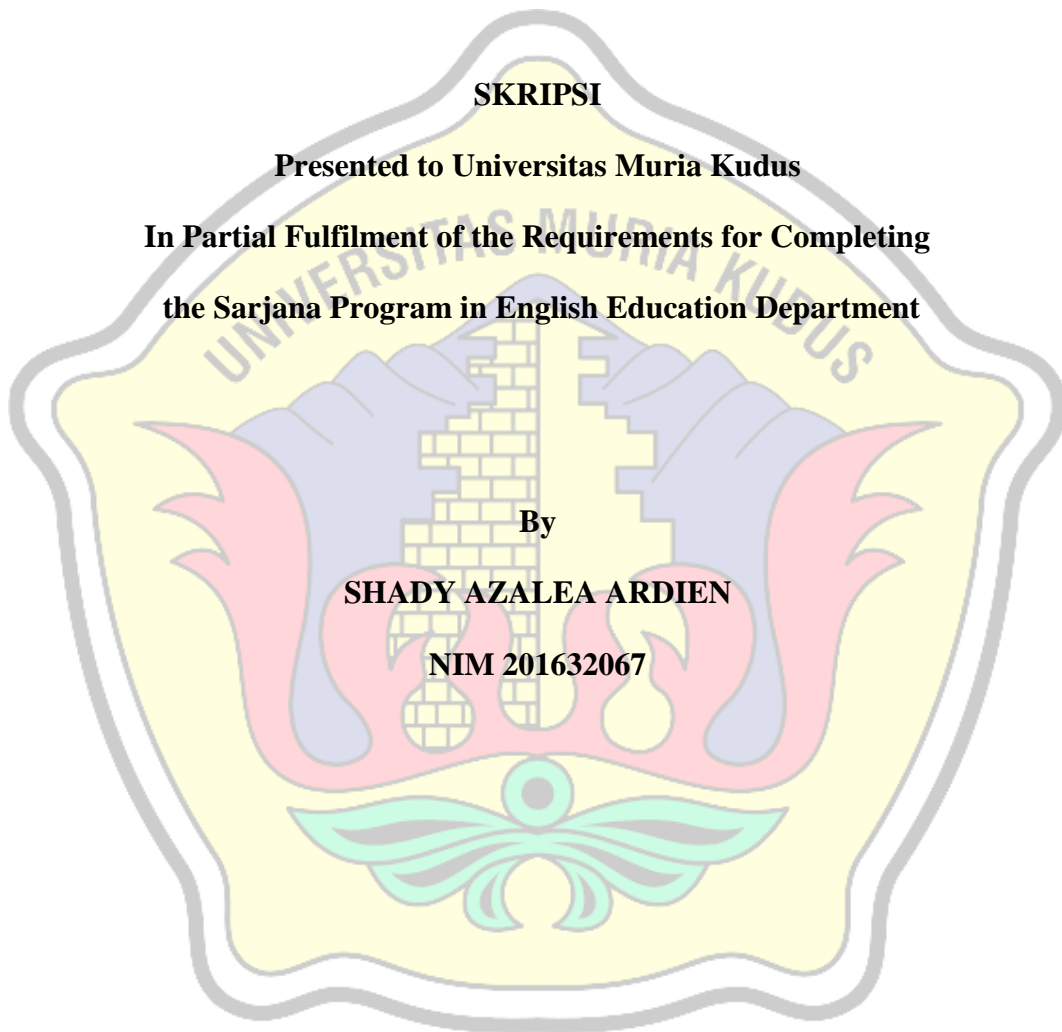 SKRIPSI
Presented to Universitas Muria Kudus
In Partial Fulfilment of the Requirements for Completing
the Sarjana Program in English Education Department
UNIVERSITAS MURIA KUDUS
By
SHADY AZALEA ARDIEN
NIM 201632067